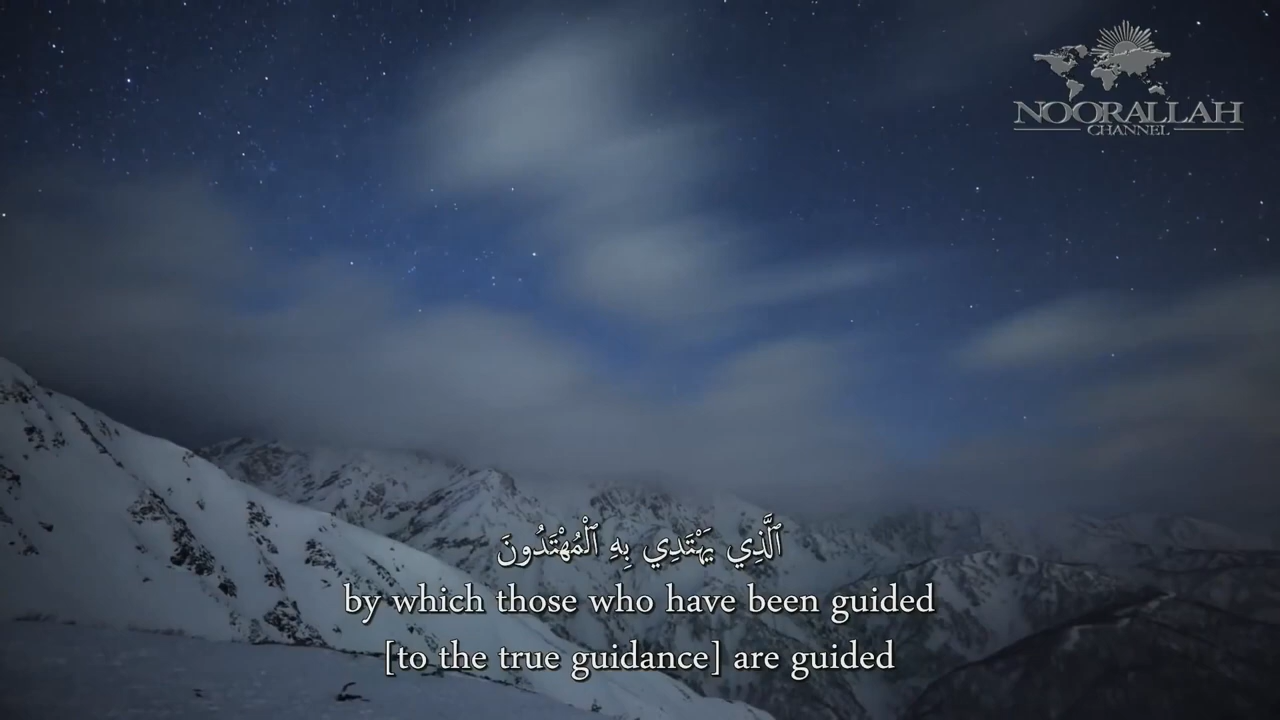 NOORALLAH
CHANNEL
ٱلَّذِي يَهْتَدِي بِهِ ٱلْمُهْتَدُونَ
by which those who have been guided
[to the true guidance] are guided